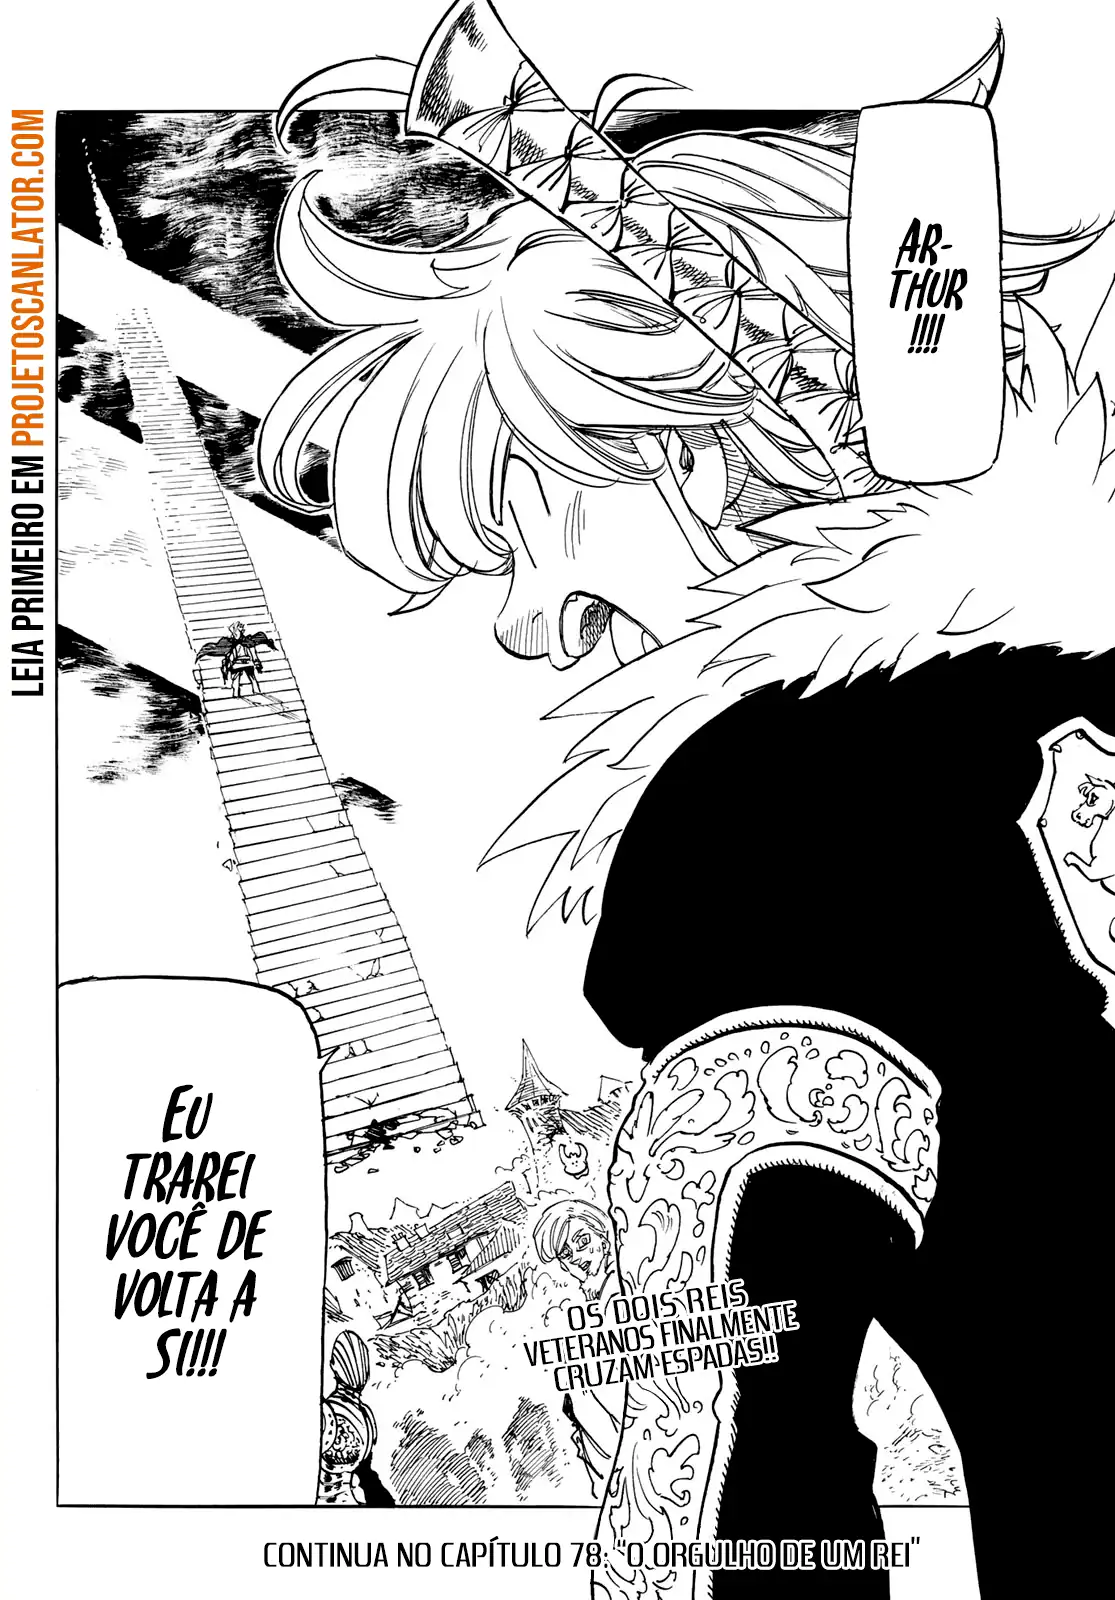 LEIA PRIMEIRO EM PROJETOSCANLATOR.COM
AR-
THUR
!!!!
EU
TRAREI
VOCÊ DE
VOLTA A
SI!!!
OS DOIS REIS
VETERANOS FINALMENTE
CRUZAM ESPADAS!!
CONTINUA NO CAPÍTULO 78: "O ORGULHO DE UM REI"